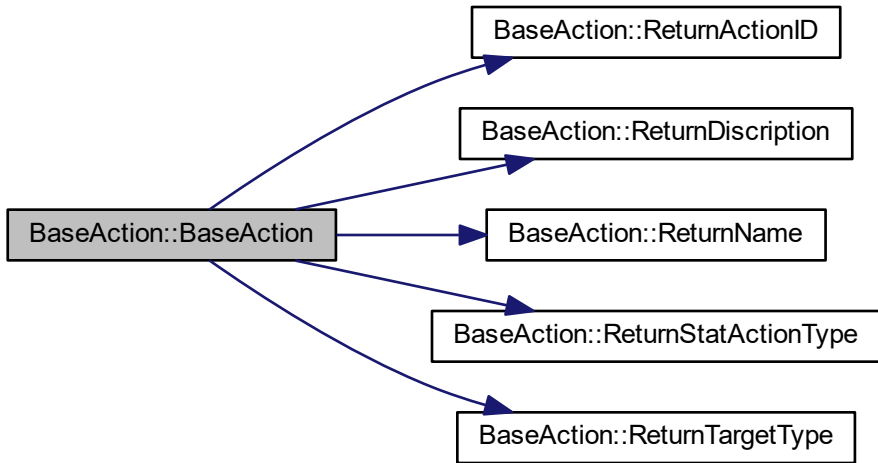 BaseAction::ReturnActionID
BaseAction::ReturnDiscription
BaseAction::BaseAction
BaseAction::ReturnName
BaseAction::ReturnStatActionType
BaseAction::ReturnTargetType